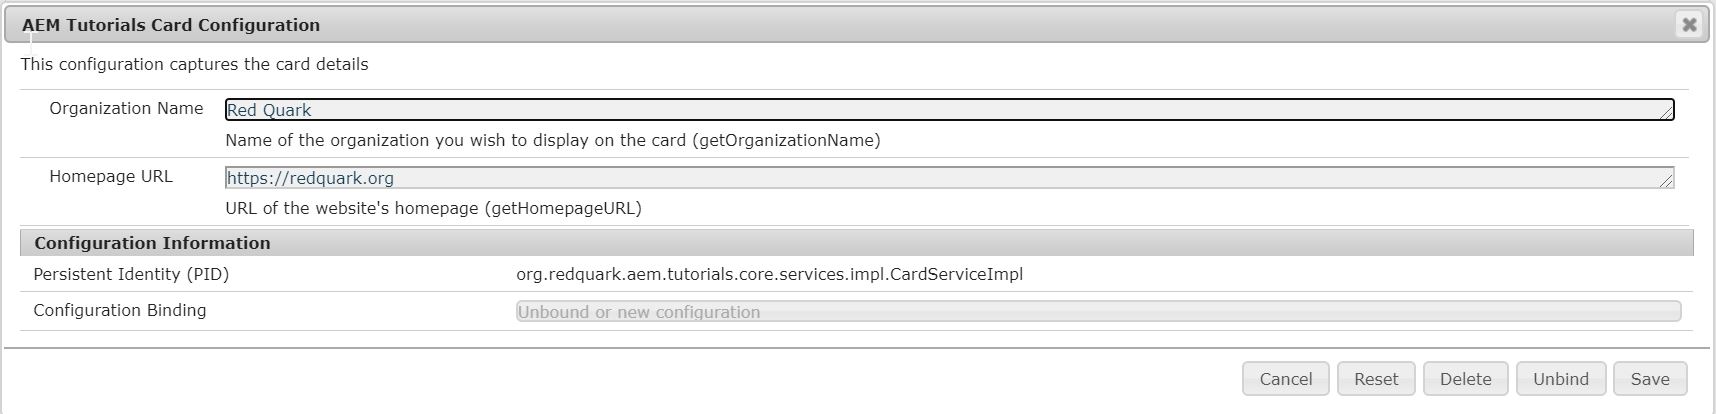 AEM Tutorials Card Configuration
This configuration captures the card details
Organization Name
Red Quark
Name of the organization you wish to display on the card (getOrganizationName)
Homepage URL
https://redquark.org
URL of the website's homepage (getHomepageURL)
Configuration Information
Persistent Identity (PID) org.redquark.aem.tutorials.core.services.impl.CardServiceImpl
Configuration Binding Unbound or new configuration
Cancel Reset Delete Unbind Save